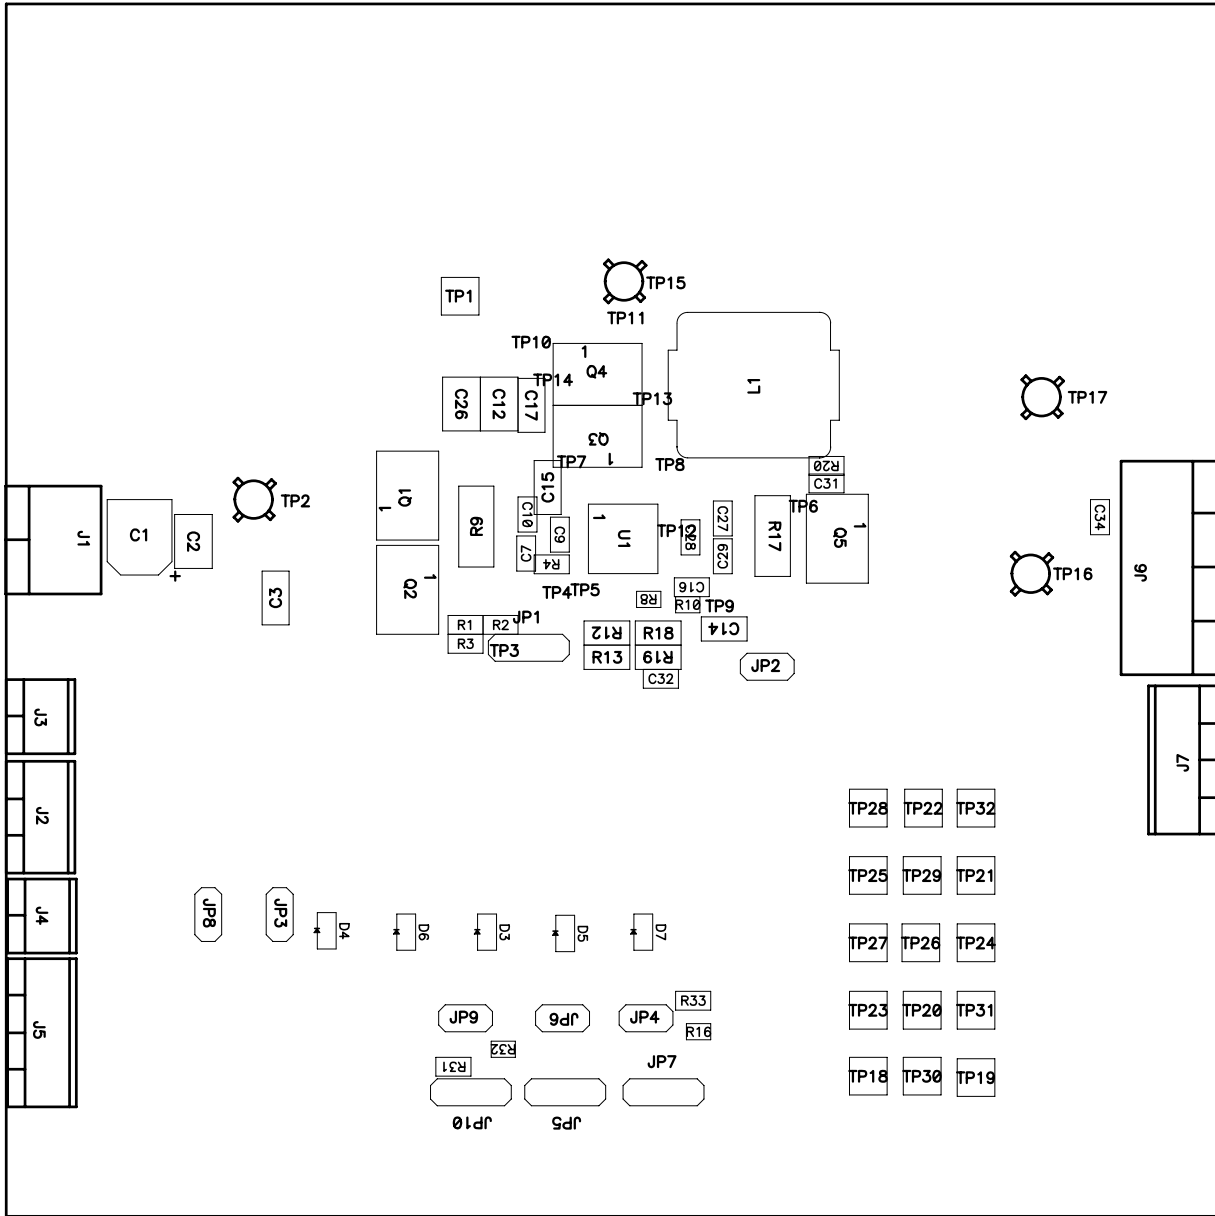 TP15
TP1
TP11
TP10
1
Q4
TP14
L1
TP13
TP17
C26
C12
C17
Q3
1
TP7
TP8
R20
C31
C15
Q1
1
TP2
J1
C1
+
C2
R9
C10
C9
1
U1
TP12
C28
C27
R17
TP6
1
Q5
C34
C7
R4
C29
J6
TP16
Q2
1
C3
TP4
TP5
R8
C16
R10
TP9
R1
R2
JP1
R3
TP3
R12
R18
C14
R13
R19
JP2
C32
J3
J7
J2
TP28
TP22
TP32
TP25
TP29
TP21
J4
JP8
JP3
D4
D6
D3
D5
D7
TP27
TP26
TP24
R33
JP9
JP6
JP4
R16
TP23
TP20
TP31
J5
R32
R31
JP7
TP18
TP30
TP19
JP10
JP5